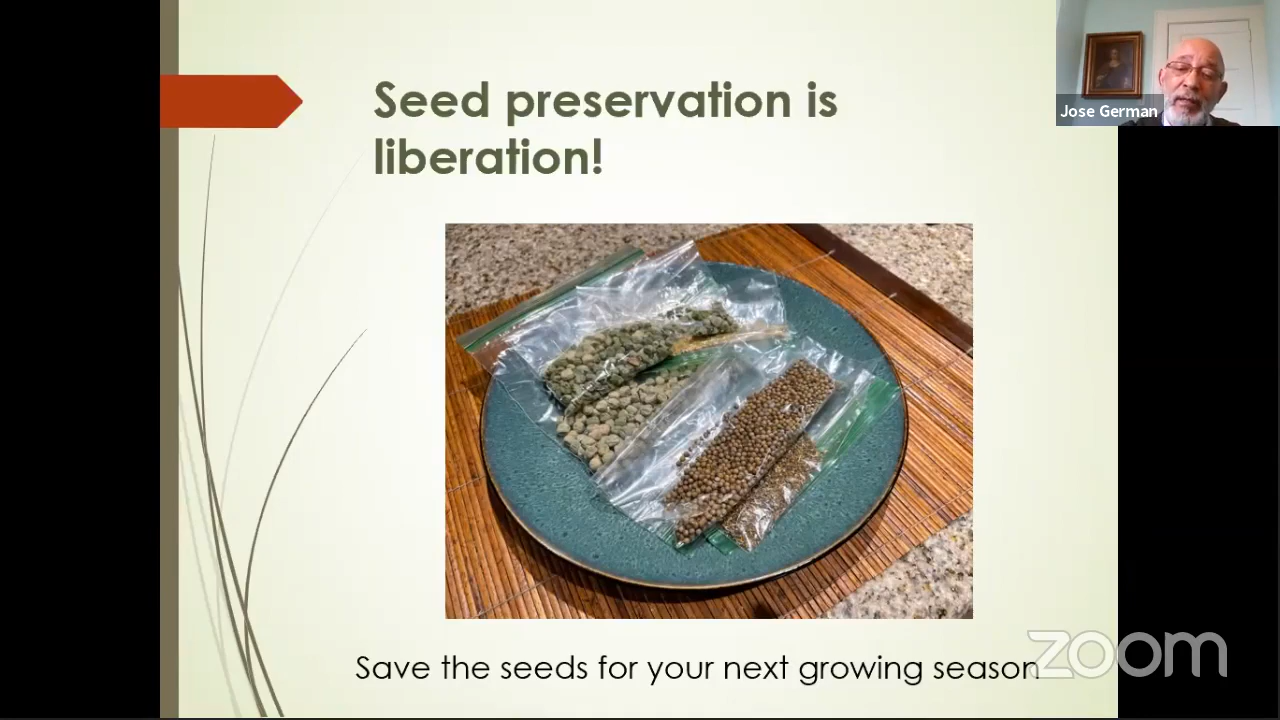 Seed preservation is
liberation!
Jose German
Save the seeds for your next growing season.
zoom